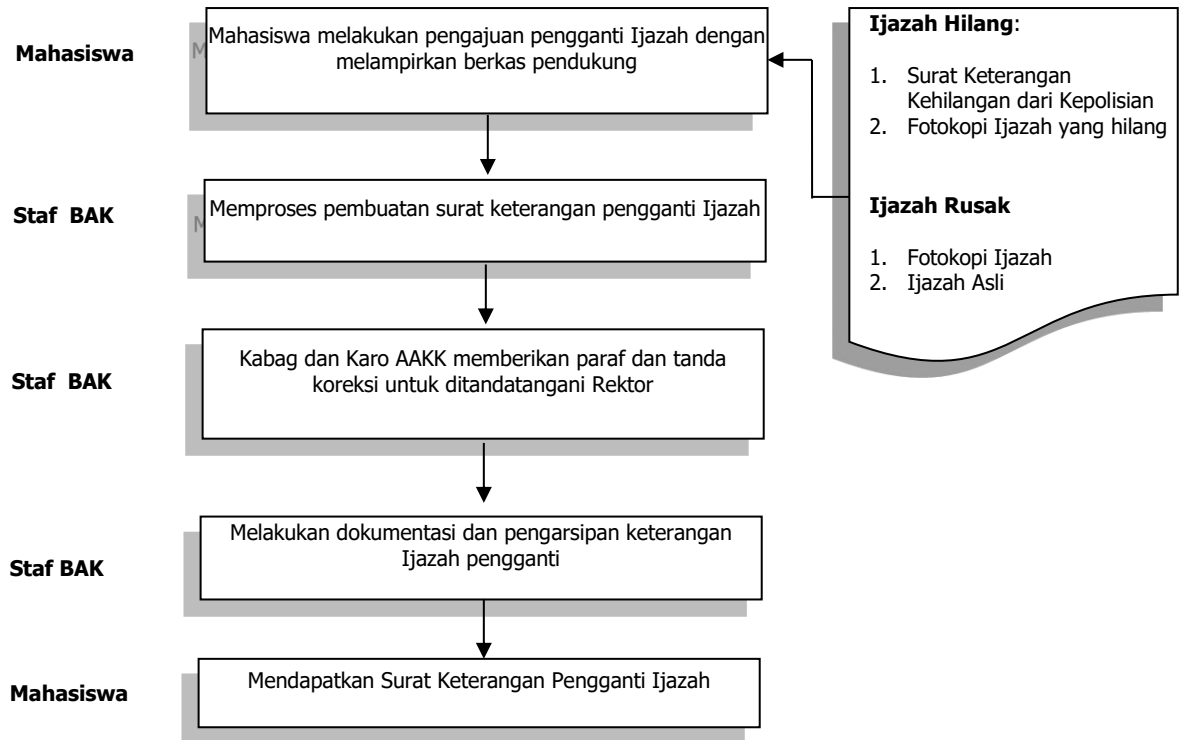 Mahasiswa
Mahasiswa melakukan pengajuan pengganti Ijazah dengan
melampirkan berkas pendukung
Ijazah Hilang:
1. Surat Keterangan
Kehilangan dari Kepolisian
2. Fotokopi Ijazah yang hilang
Ijazah Rusak
1. Fotokopi Ijazah
2. Ijazah Asli
Staf BAK
Memproses pembuatan surat keterangan pengganti Ijazah
Staf BAK
Kabag dan Karo AAKK memberikan paraf dan tanda
koreksi untuk ditandatangani Rektor
Staf BAK
Melakukan dokumentasi dan pengarsipan keterangan
Ijazah pengganti
Mahasiswa
Mendapatkan Surat Keterangan Pengganti Ijazah